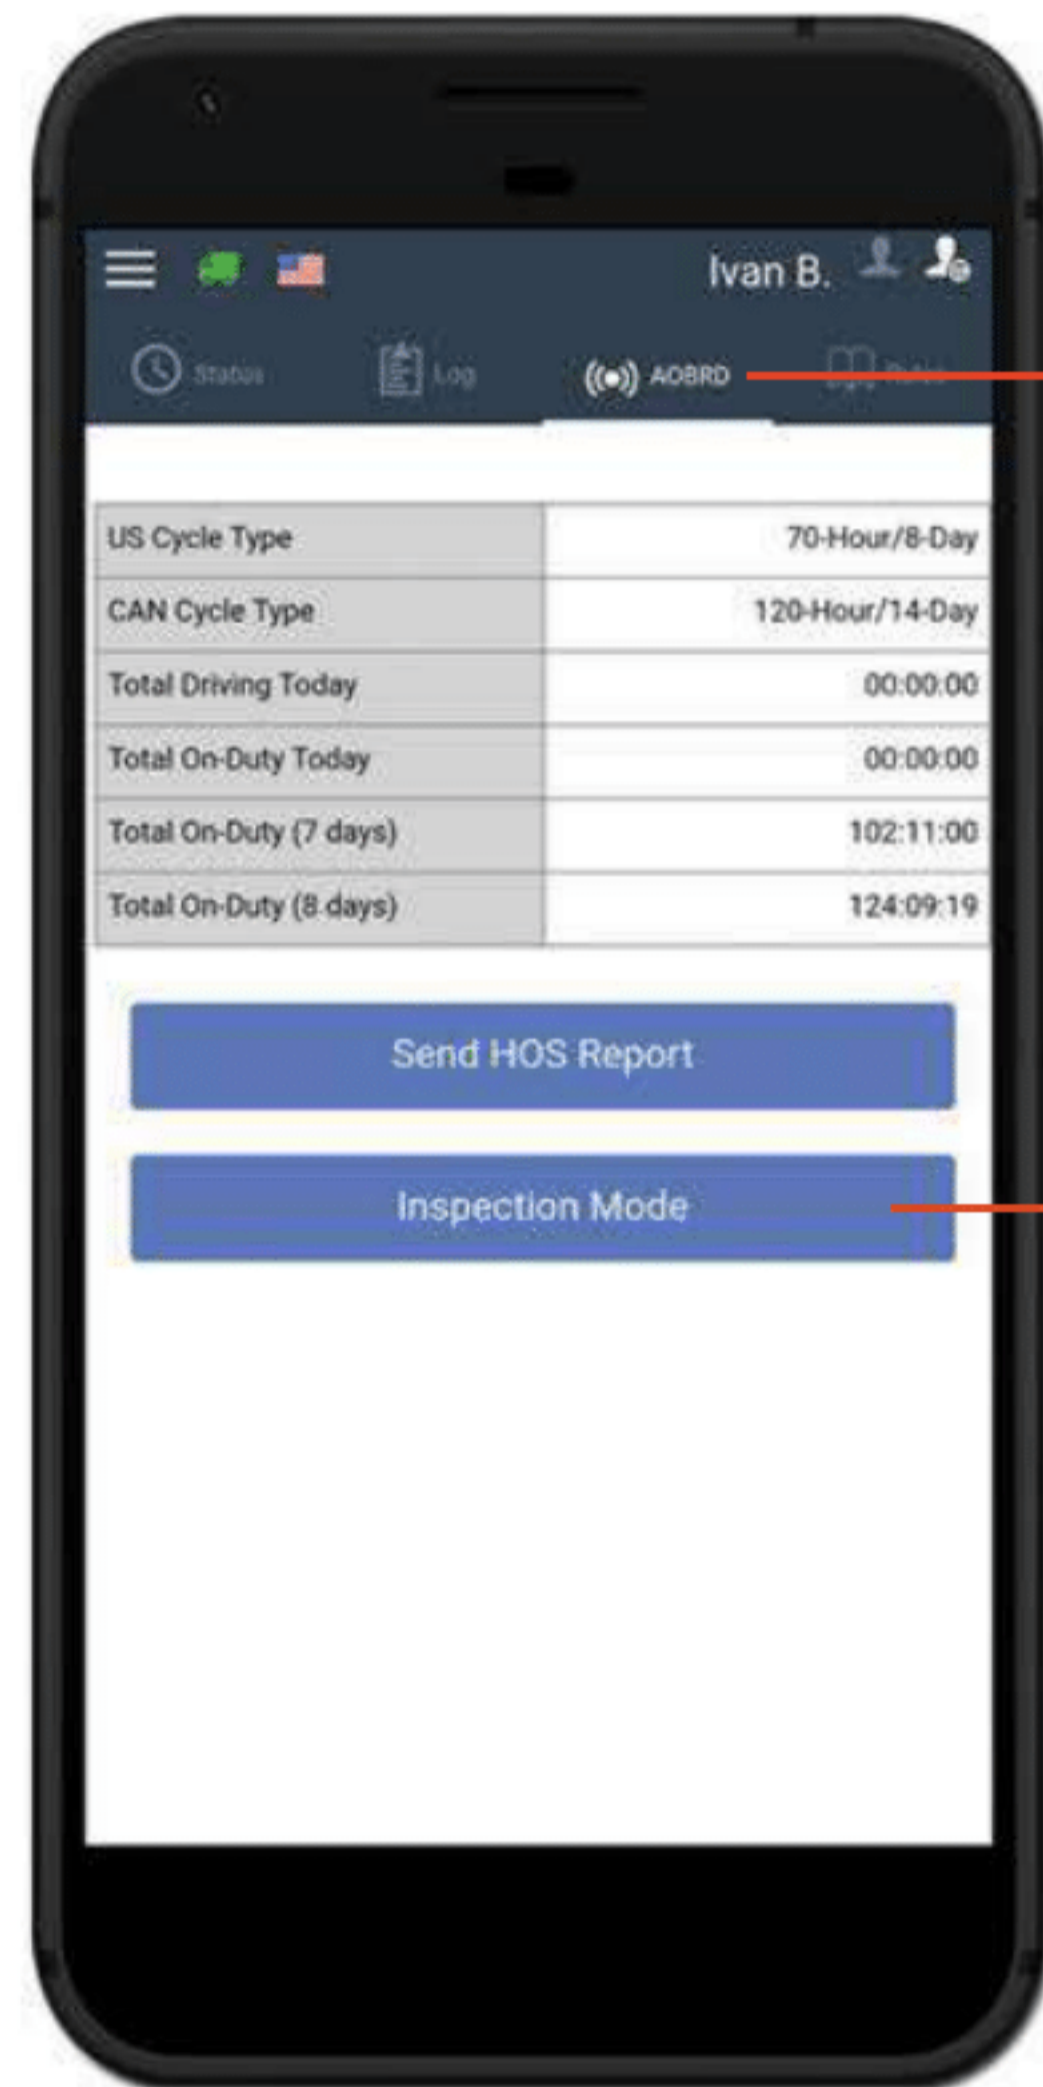 Ivan B.
Status Log AOBRD Rules
US Cycle Type 70-Hour/8-Day
CAN Cycle Type 120-Hour/14-Day
Total Driving Today 00:00:00
Total On-Duty Today 00:00:00
Total On-Duty (7 days) 102:11:00
Total On-Duty (8 days) 124:09:19
Send HOS Report
Inspection Mode